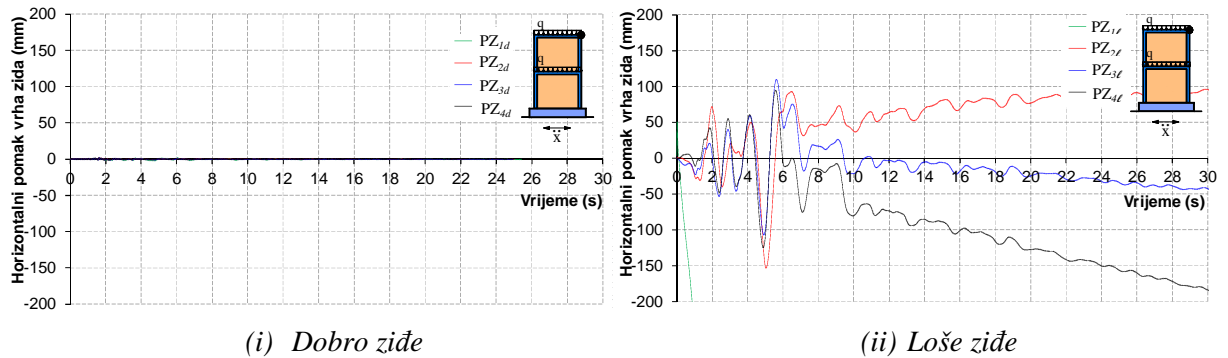 Horizontalni pomak vrha zida (mm)
200
150
100
50
0
-50
-100
-150
-200
0 2 4 6 8 10 12 14 16 18 20 22 24 26 28 30
Vrijeme (s)
PZ1d
PZ2d
PZ3d
PZ4d
q
q
ẍ
(i) Dobro ziđe
Horizontalni pomak vrha zida (mm)
200
150
100
50
0
-50
-100
-150
-200
0 2 4 6 8 10 12 14 16 18 20 22 24 26 28 30
Vrijeme (s)
PZ1ℓ
PZ2ℓ
PZ3ℓ
PZ4ℓ
q
q
ẍ
(ii) Loše ziđe